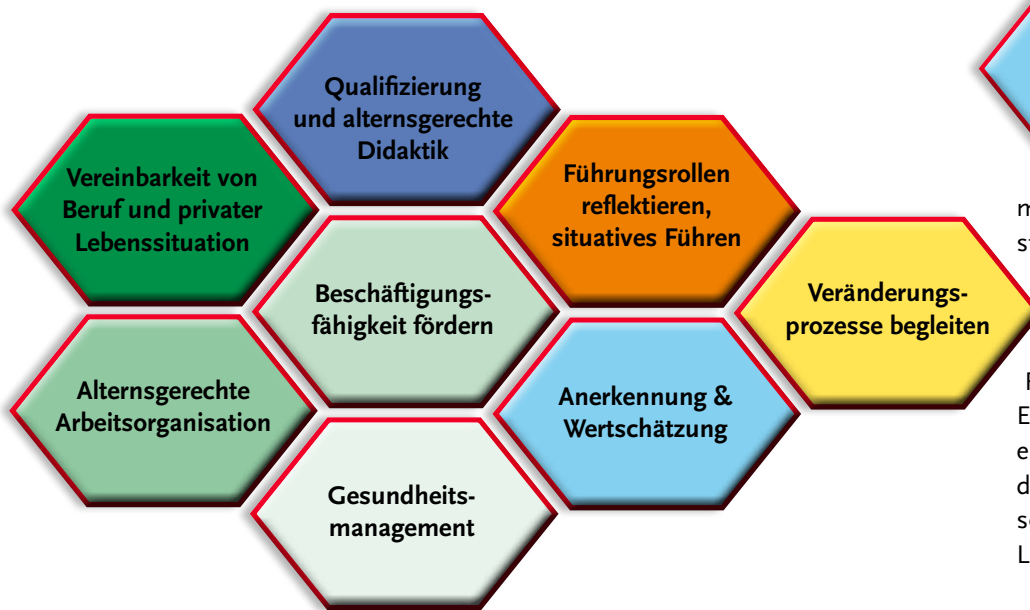 Qualifizierung
und alternsgerechte
Didaktik
Vereinbarkeit von
Beruf und privater
Lebenssituation
Führungsrollen
reflektieren,
situatives Führen
Beschäftigungs-
fähigkeit fördern
Veränderungs-
prozesse begleiten
Alternsgerechte
Arbeitsorganisation
Anerkennung &
Wertschätzung
Gesundheits-
management